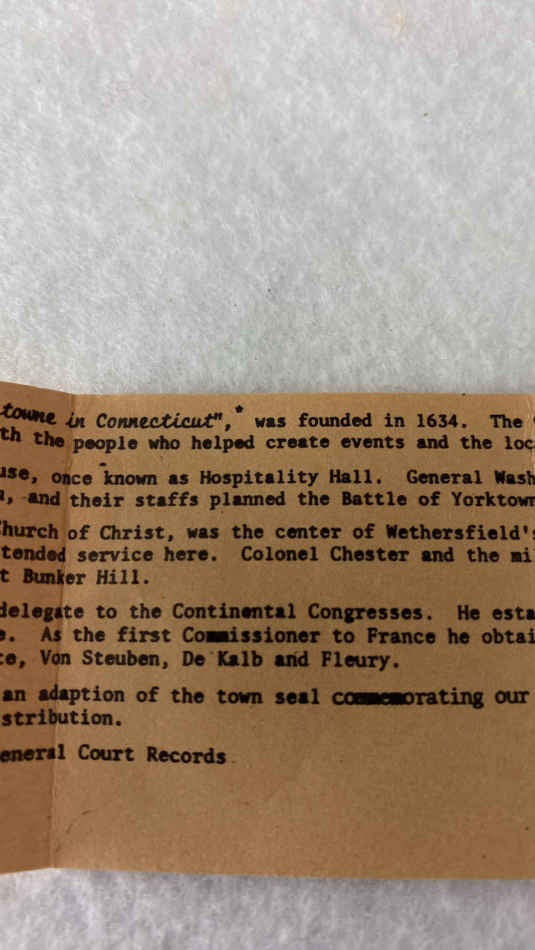 towne in Connecticut",* was founded in 1634. The
th the people who helped create events and the loc
use, once known as Hospitality Hall. General Wash
, and their staffs planned the Battle of Yorktown
Church of Christ, was the center of Wethersfield's
tended service here. Colonel Chester and the mi
t Bunker Hill.
delegate to the Continental Congresses. He esta
e. As the first Commissioner to France he obtai
te, Von Steuben, De Kalb and Fleury.
an adaption of the town seal commemorating our
stribution.
eneral Court Records